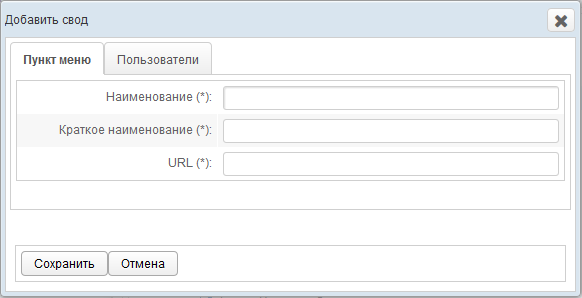 Добавить свод
Пункт меню Пользователи
Наименование (*):
Краткое наименование (*):
URL (*):
Сохранить Отмена